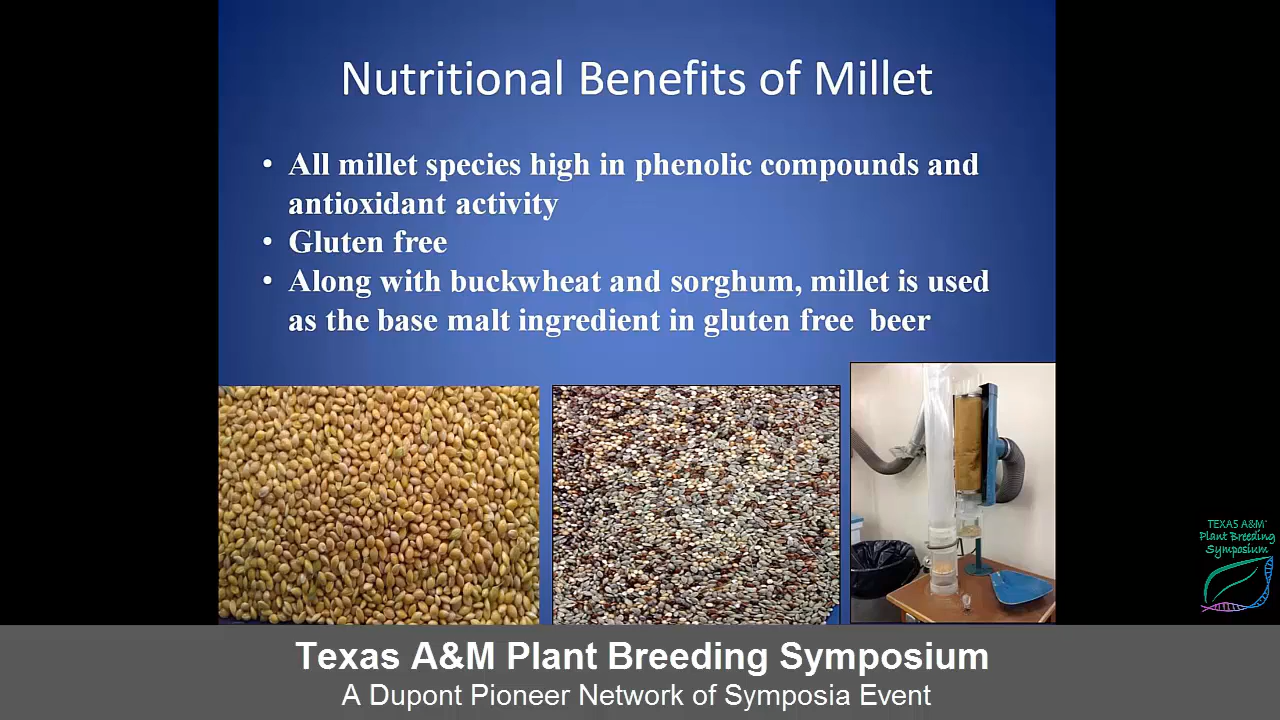 Nutritional Benefits of Millet
• All millet species high in phenolic compounds and
antioxidant activity
• Gluten free
• Along with buckwheat and sorghum, millet is used
as the base malt ingredient in gluten free beer
TEXAS A&M
Plant Breeding
Symposium
Texas A&M Plant Breeding Symposium
A Dupont Pioneer Network of Symposia Event